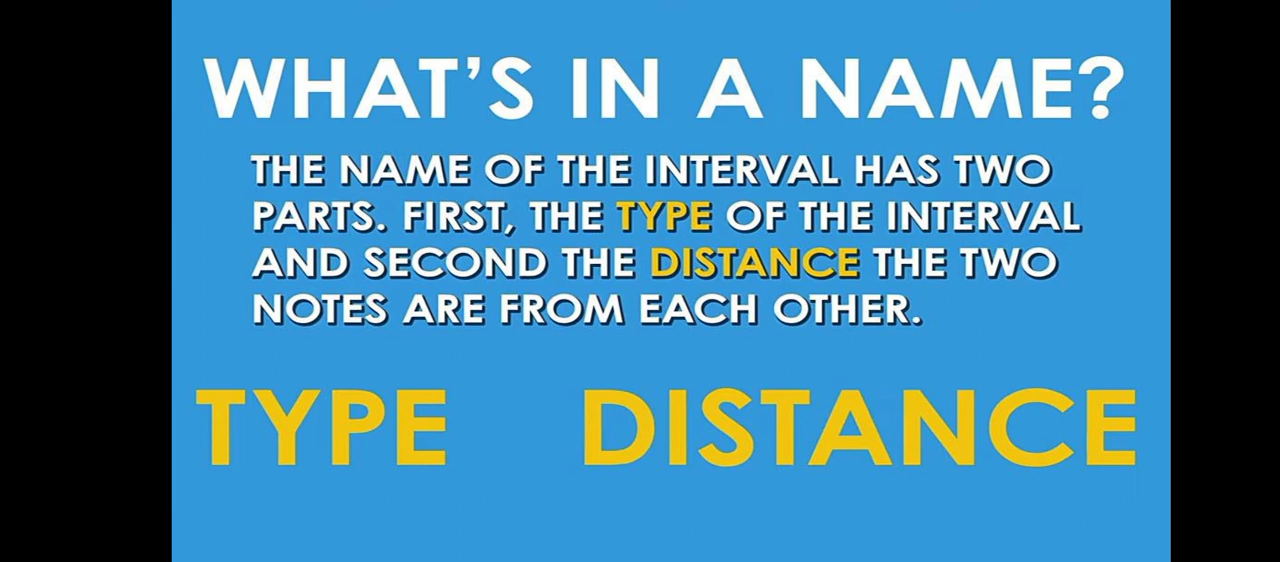 WHAT'S IN A NAME?
THE NAME OF THE INTERVAL HAS TWO
PARTS. FIRST, THE TYPE OF THE INTERVAL
AND SECOND THE DISTANCE THE TWO
NOTES ARE FROM EACH OTHER.
TYPE DISTANCE